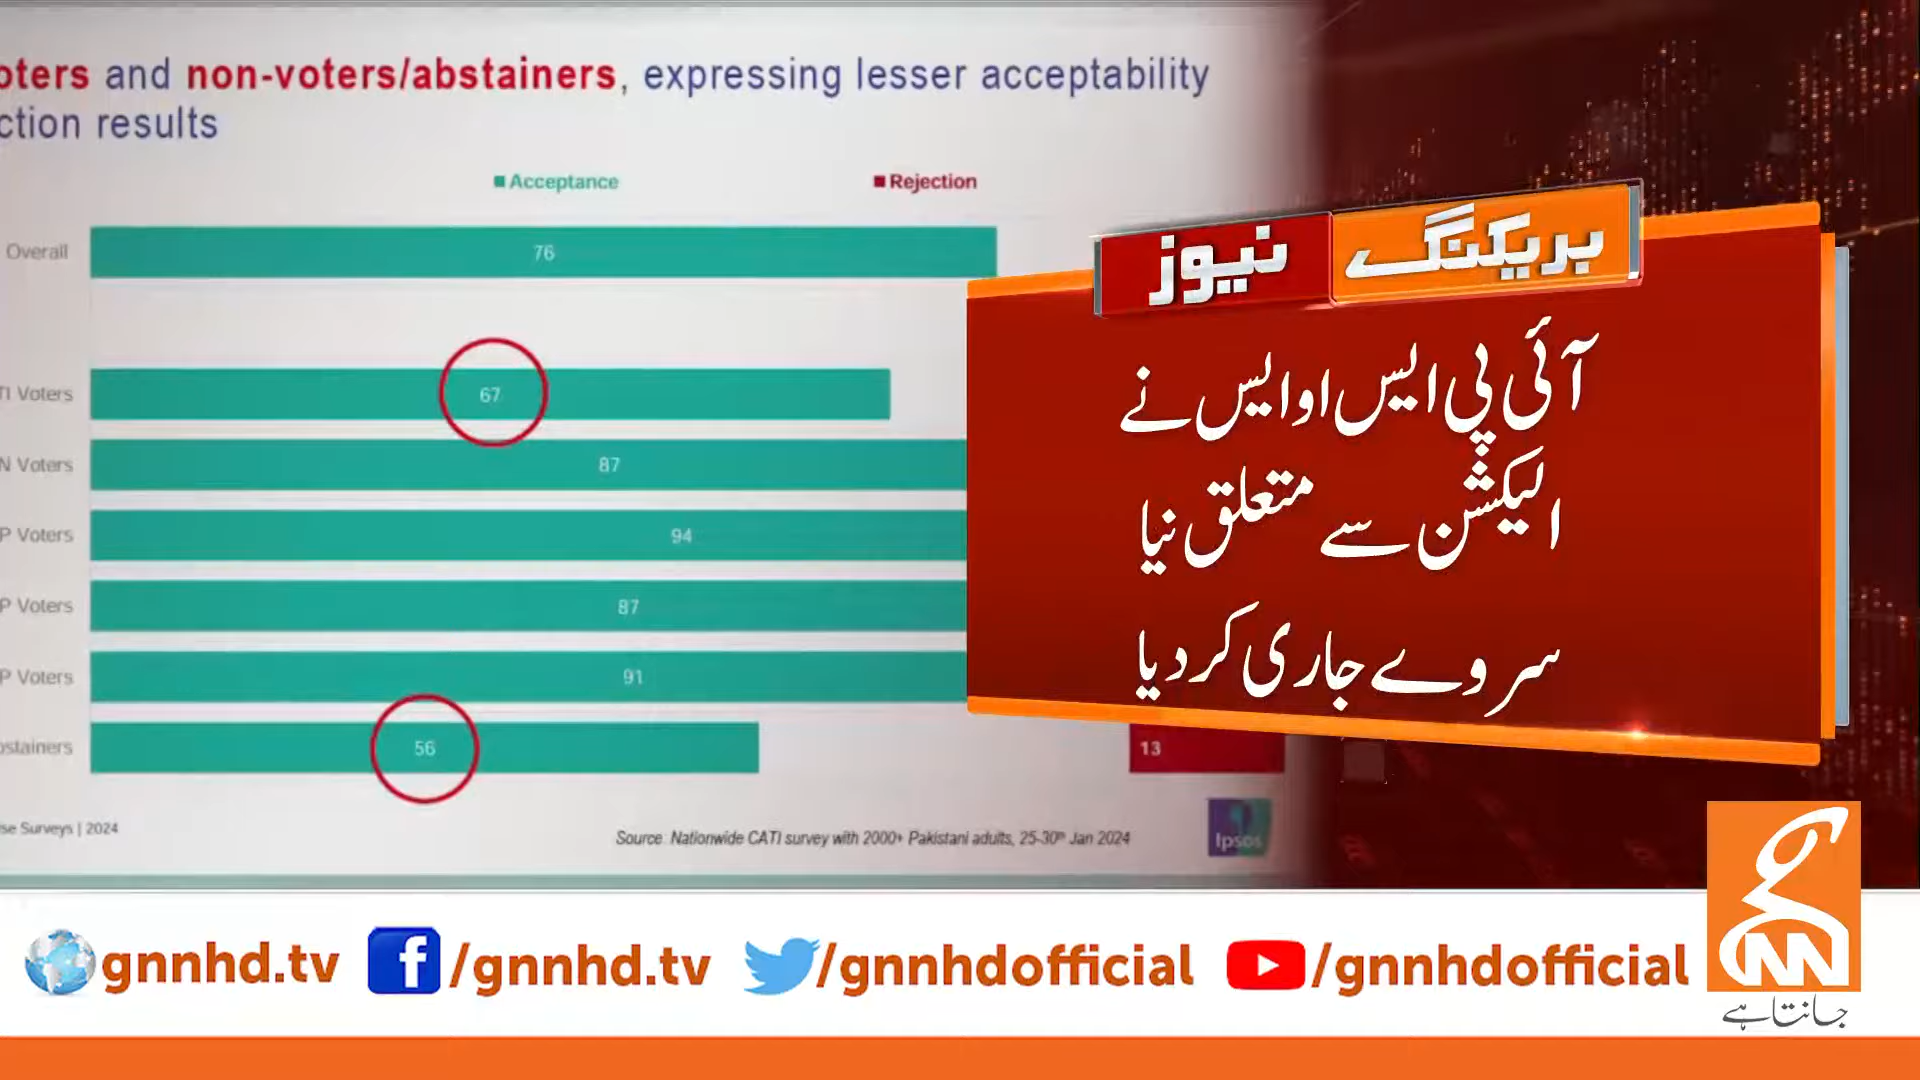 oters and non-voters/abstainers, expressing lesser acceptability
ction results
Acceptance
Rejection
Overall
76
TI Voters
67
N Voters
87
P Voters
94
P Voters
87
P Voters
91
ostainers
56
13
se Surveys | 2024
Source: Nationwide CATI survey with 2000+ Pakistani adults, 25-30th Jan 2024
Ipsos
بریکنگ نیوز
آئی پی ایس او ایس نے
الیکشن سے متعلق نیا
سروے جاری کردیا
gnnhd.tv
f /gnnhd.tv
/gnnhdofficial
/gnnhdofficial
GNN
جانتا ہے